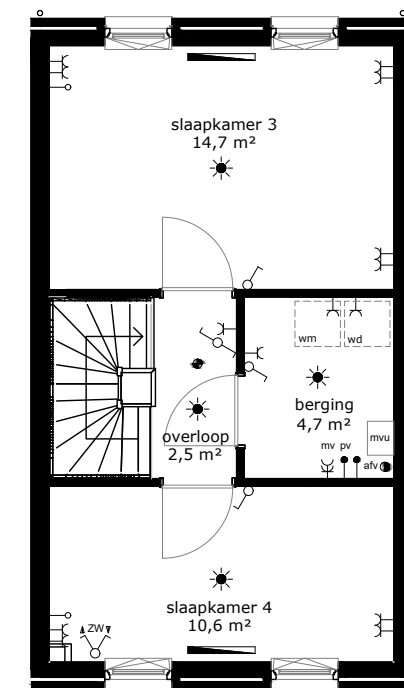 slaapkamer 3
14,7 m²
wm
wd
berging
4,7 m²
mv pv
mvu
afv
overloop
2,5 m²
slaapkamer 4
10,6 m²
ZW